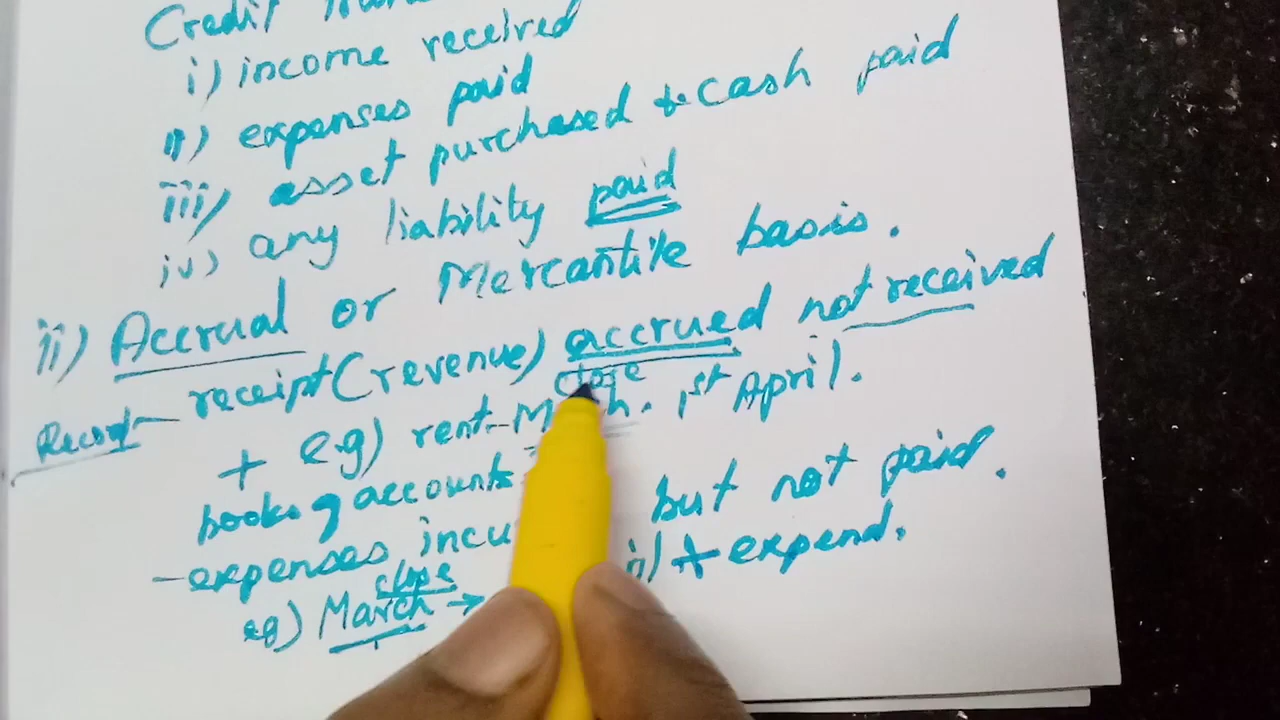 Credit
i) income received
ii) expenses paid
iii) asset purchased & cash paid
iv) any liability paid
ii) Accrual or Mercantile basis.
Record - receipt (revenue) accrued not received
close
+ e.g) rent - March. 1st April.
books of accounts
- expenses incu but not paid.
close
eg) March → ii) + expend.